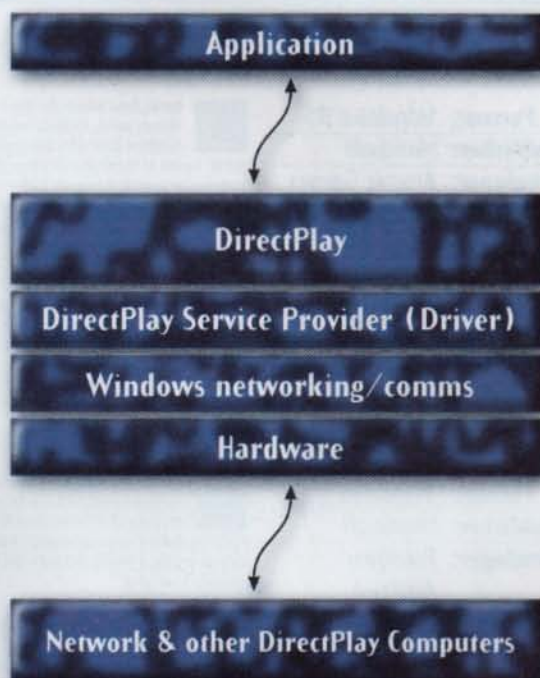 Application
DirectPlay
DirectPlay Service Provider (Driver)
Windows networking/comms
Hardware
Network & other DirectPlay Computers